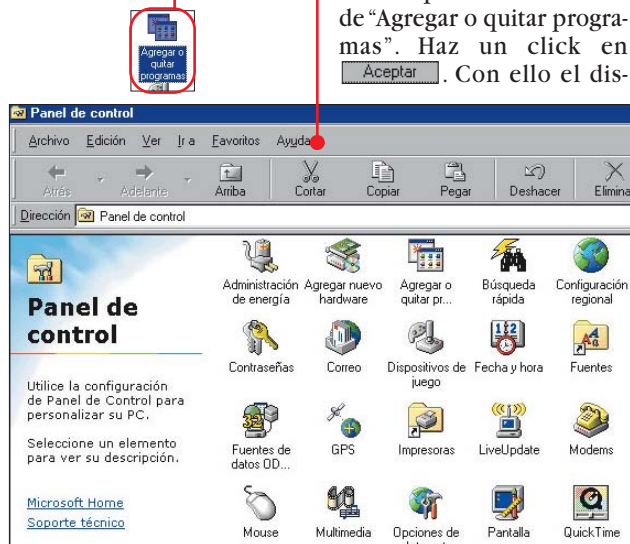 de “Agregar o quitar progra-
mas”. Haz un click en
Aceptar . Con ello el dis-
Agregar o
quitar
programas
Panel de control
Archivo Edición Ver Ir a Favoritos Ayuda
Atrás Adelante Arriba Cortar Copiar Pegar Deshacer Elimina
Dirección Panel de control
Panel de
control
Utilice la configuración
de Panel de Control para
personalizar su PC.
Seleccione un elemento
para ver su descripción.
Microsoft Home
Soporte técnico
Administración
de energía
Agregar nuevo
hardware
Agregar o
quitar pr...
Búsqueda
rápida
Configuración
regional
Contraseñas
Correo
Dispositivos de
juego
Fecha y hora
Fuentes
Fuentes de
datos OD...
GPS
Impresoras
LiveUpdate
Modems
Mouse
Multimedia
Opciones de
Pantalla
QuickTime